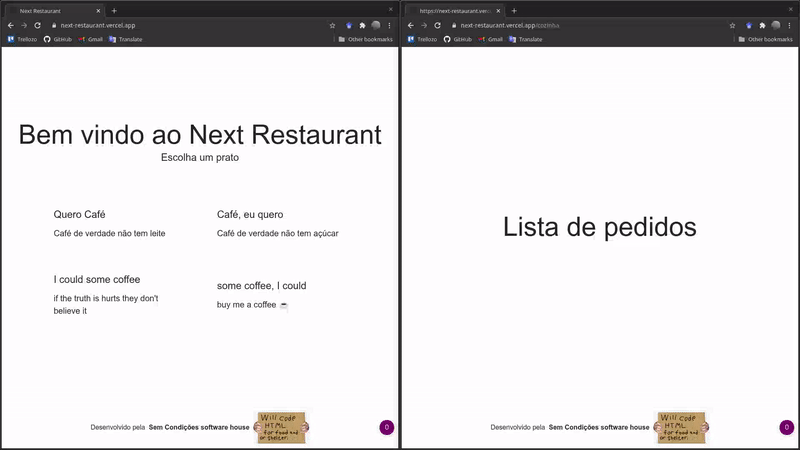 Next Restaurant
next-restaurant.vercel.app
Trellozo
GitHub
Gmail
Translate
Other bookmarks
Bem vindo ao Next Restaurant
Escolha um prato
Quero Café
Café de verdade não tem leite
Café, eu quero
Café de verdade não tem açúcar
I could some coffee
if the truth is hurts they don't
believe it
some coffee, I could
buy me a coffee
Desenvolvido pela Sem Condições software house
Will Code
HTML
for food and
or shelter.
0
https://next-restaurant.verc
next-restaurant.vercel.app/cozinha
Trellozo
GitHub
Gmail
Translate
Other bookmarks
Lista de pedidos
Desenvolvido pela Sem Condições software house
Will Code
HTML
for food and
or shelter.
0